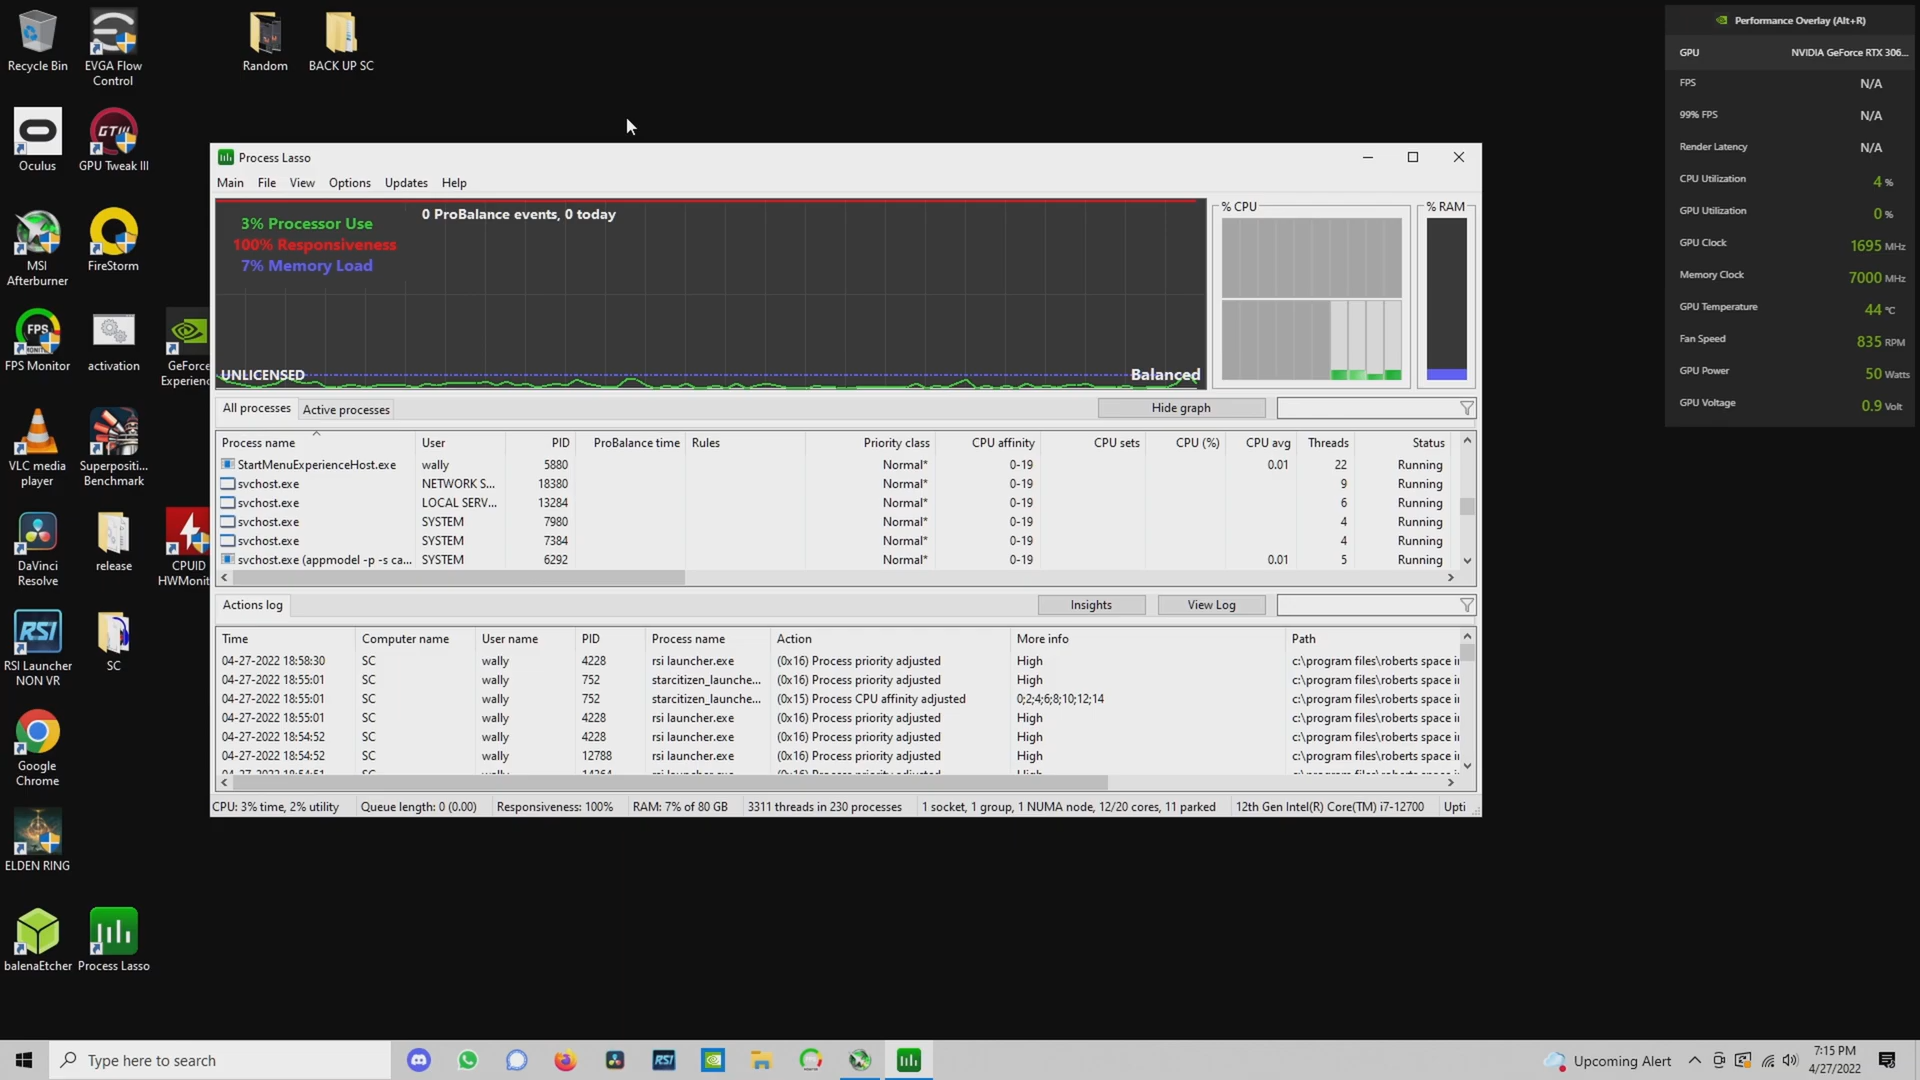 Recycle Bin
EVGA Flow
Control
Random
BACK UP SC
Oculus
GTW
GPU Tweak III
MSI
Afterburner
FireStorm
FPS
MONITOR
FPS Monitor
activation
GeForce
Experience
VLC media
player
Superpositi...
Benchmark
DaVinci
Resolve
release
CPUID
HWMonit
RSI
RSI Launcher
NON VR
SC
Google
Chrome
ELDEN RING
balenaEtcher
Process Lasso
Process Lasso
Main File View Options Updates Help
3% Processor Use
100% Responsiveness
7% Memory Load
0 ProBalance events, 0 today
UNLICENSED
Balanced
% CPU
% RAM
All processes Active processes Hide graph
Process name User PID ProBalance time Rules Priority class CPU affinity CPU sets CPU (%) CPU avg Threads Status
StartMenuExperienceHost.exe wally 5880 Normal* 0-19 0.01 22 Running
svchost.exe NETWORK S... 18380 Normal* 0-19 9 Running
svchost.exe LOCAL SERV... 13284 Normal* 0-19 6 Running
svchost.exe SYSTEM 7980 Normal* 0-19 4 Running
svchost.exe SYSTEM 7384 Normal* 0-19 4 Running
svchost.exe (appmodel -p -s ca... SYSTEM 6292 Normal* 0-19 0.01 5 Running
Actions log Insights View Log
Time Computer name User name PID Process name Action More info Path
04-27-2022 18:58:30 SC wally 4228 rsi launcher.exe (0x16) Process priority adjusted High c:\program files\roberts space i
04-27-2022 18:55:01 SC wally 752 starcitizen_launche... (0x16) Process priority adjusted High c:\program files\roberts space i
04-27-2022 18:55:01 SC wally 752 starcitizen_launche... (0x15) Process CPU affinity adjusted 0;2;4;6;8;10;12;14 c:\program files\roberts space i
04-27-2022 18:55:01 SC wally 4228 rsi launcher.exe (0x16) Process priority adjusted High c:\program files\roberts space i
04-27-2022 18:54:52 SC wally 4228 rsi launcher.exe (0x16) Process priority adjusted High c:\program files\roberts space i
04-27-2022 18:54:52 SC wally 12788 rsi launcher.exe (0x16) Process priority adjusted High c:\program files\roberts space i
CPU: 3% time, 2% utility Queue length: 0 (0.00) Responsiveness: 100% RAM: 7% of 80 GB 3311 threads in 230 processes 1 socket, 1 group, 1 NUMA node, 12/20 cores, 11 parked 12th Gen Intel(R) Core(TM) i7-12700 Upti
Performance Overlay (Alt+R)
GPU NVIDIA GeForce RTX 306...
FPS N/A
99% FPS N/A
Render Latency N/A
CPU Utilization 4 %
GPU Utilization 0 %
GPU Clock 1695 MHz
Memory Clock 7000 MHz
GPU Temperature 44 °C
Fan Speed 835 RPM
GPU Power 50 Watts
GPU Voltage 0.9 Volt
Type here to search
RSI
Upcoming Alert
7:15 PM
4/27/2022